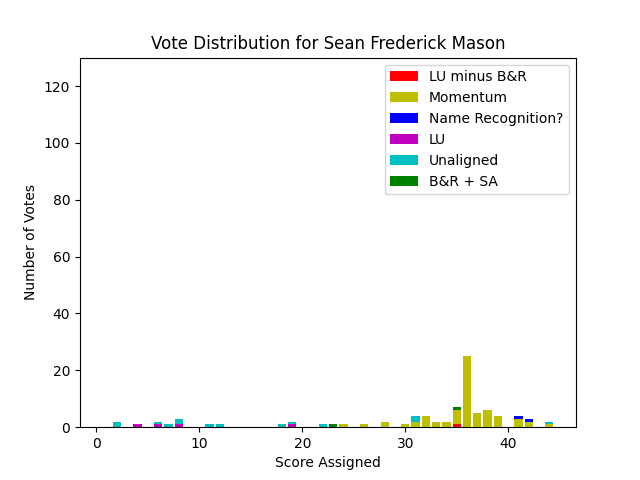 Vote Distribution for Sean Frederick Mason
Number of Votes
120
100
80
60
40
20
0
LU minus B&R
Momentum
Name Recognition?
LU
Unaligned
B&R + SA
0 10 20 30 40
Score Assigned